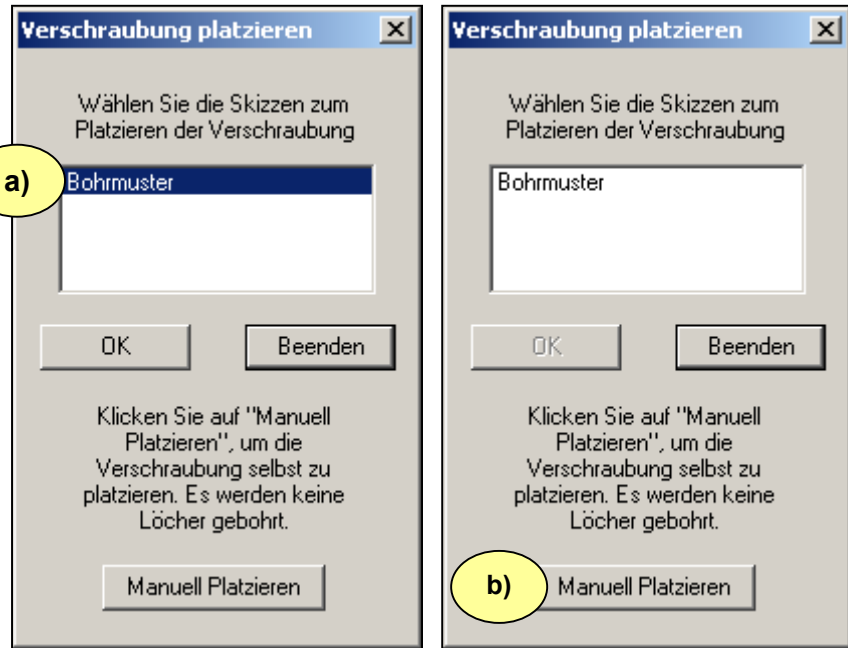 Verschraubung platzieren
Wählen Sie die Skizzen zum
Platzieren der Verschraubung
a)
Bohrmuster
OK
Beenden
Klicken Sie auf "Manuell
Platzieren", um die
Verschraubung selbst zu
platzieren. Es werden keine
Löcher gebohrt.
Manuell Platzieren
Verschraubung platzieren
Wählen Sie die Skizzen zum
Platzieren der Verschraubung
Bohrmuster
OK
Beenden
Klicken Sie auf "Manuell
Platzieren", um die
Verschraubung selbst zu
platzieren. Es werden keine
Löcher gebohrt.
b)
Manuell Platzieren